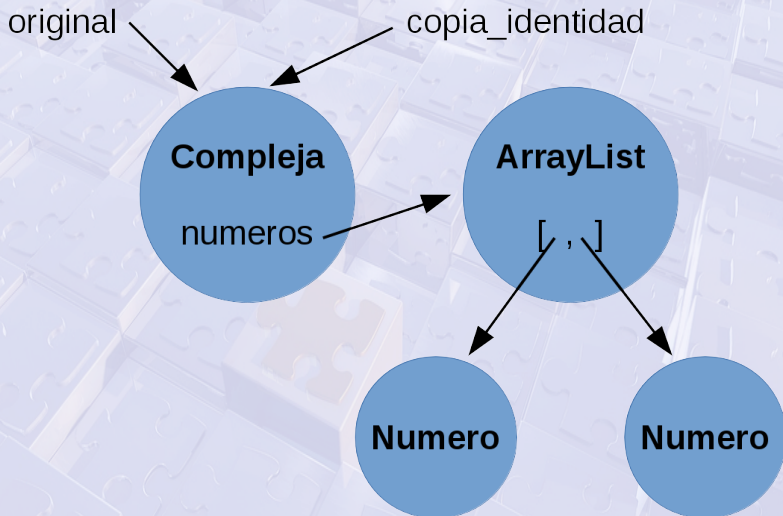 original
copia_identidad
Compleja
ArrayList
numeros
[ , ]
Numero
Numero